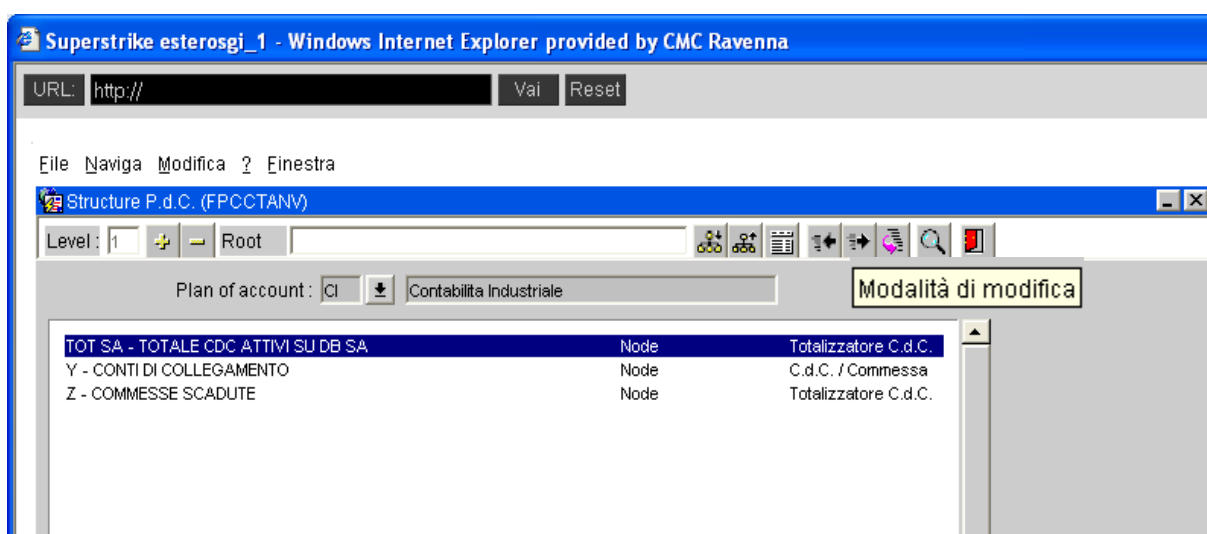 Superstrike esterosgi_1 - Windows Internet Explorer provided by CMC Ravenna
URL: http:// Vai Reset
File Naviga Modifica ? Finestra
Structure P.d.C. (FPCCTANV)
Level : 1 Root
Plan of account : CI Contabilita Industriale
Modalità di modifica
TOT SA - TOTALE CDC ATTIVI SU DB SA Node Totalizzatore C.d.C.
Y - CONTI DI COLLEGAMENTO Node C.d.C. / Commessa
Z - COMMESSE SCADUTE Node Totalizzatore C.d.C.